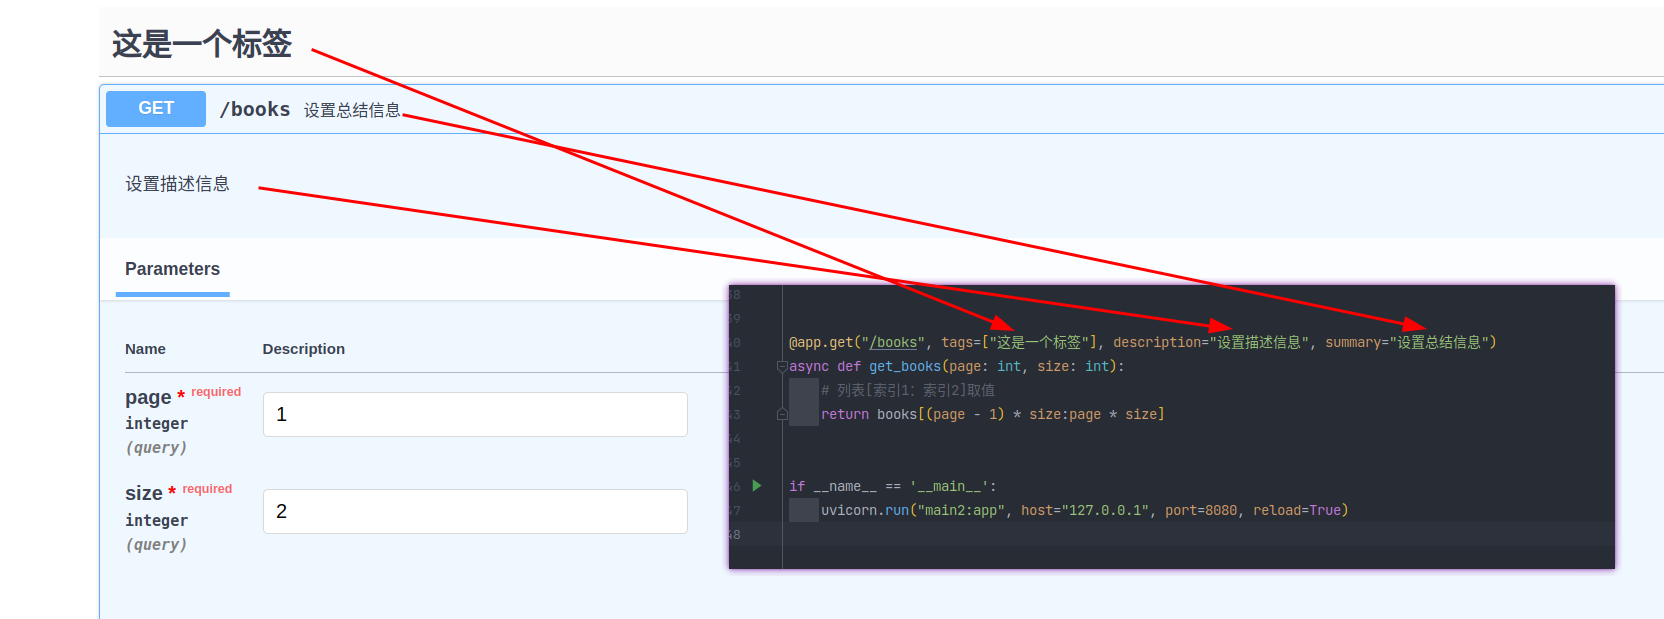 这是一个标签
GET /books 设置总结信息
设置描述信息
Parameters
Name Description
page * required
integer
(query)
1
size * required
integer
(query)
2
38
39
40 @app.get("/books", tags=["这是一个标签"], description="设置描述信息", summary="设置总结信息")
41 async def get_books(page: int, size: int):
42 # 列表[索引1: 索引2]取值
43 return books[(page - 1) * size:page * size]
44
45
46 if __name__ == '__main__':
47 uvicorn.run("main2:app", host="127.0.0.1", port=8080, reload=True)
48